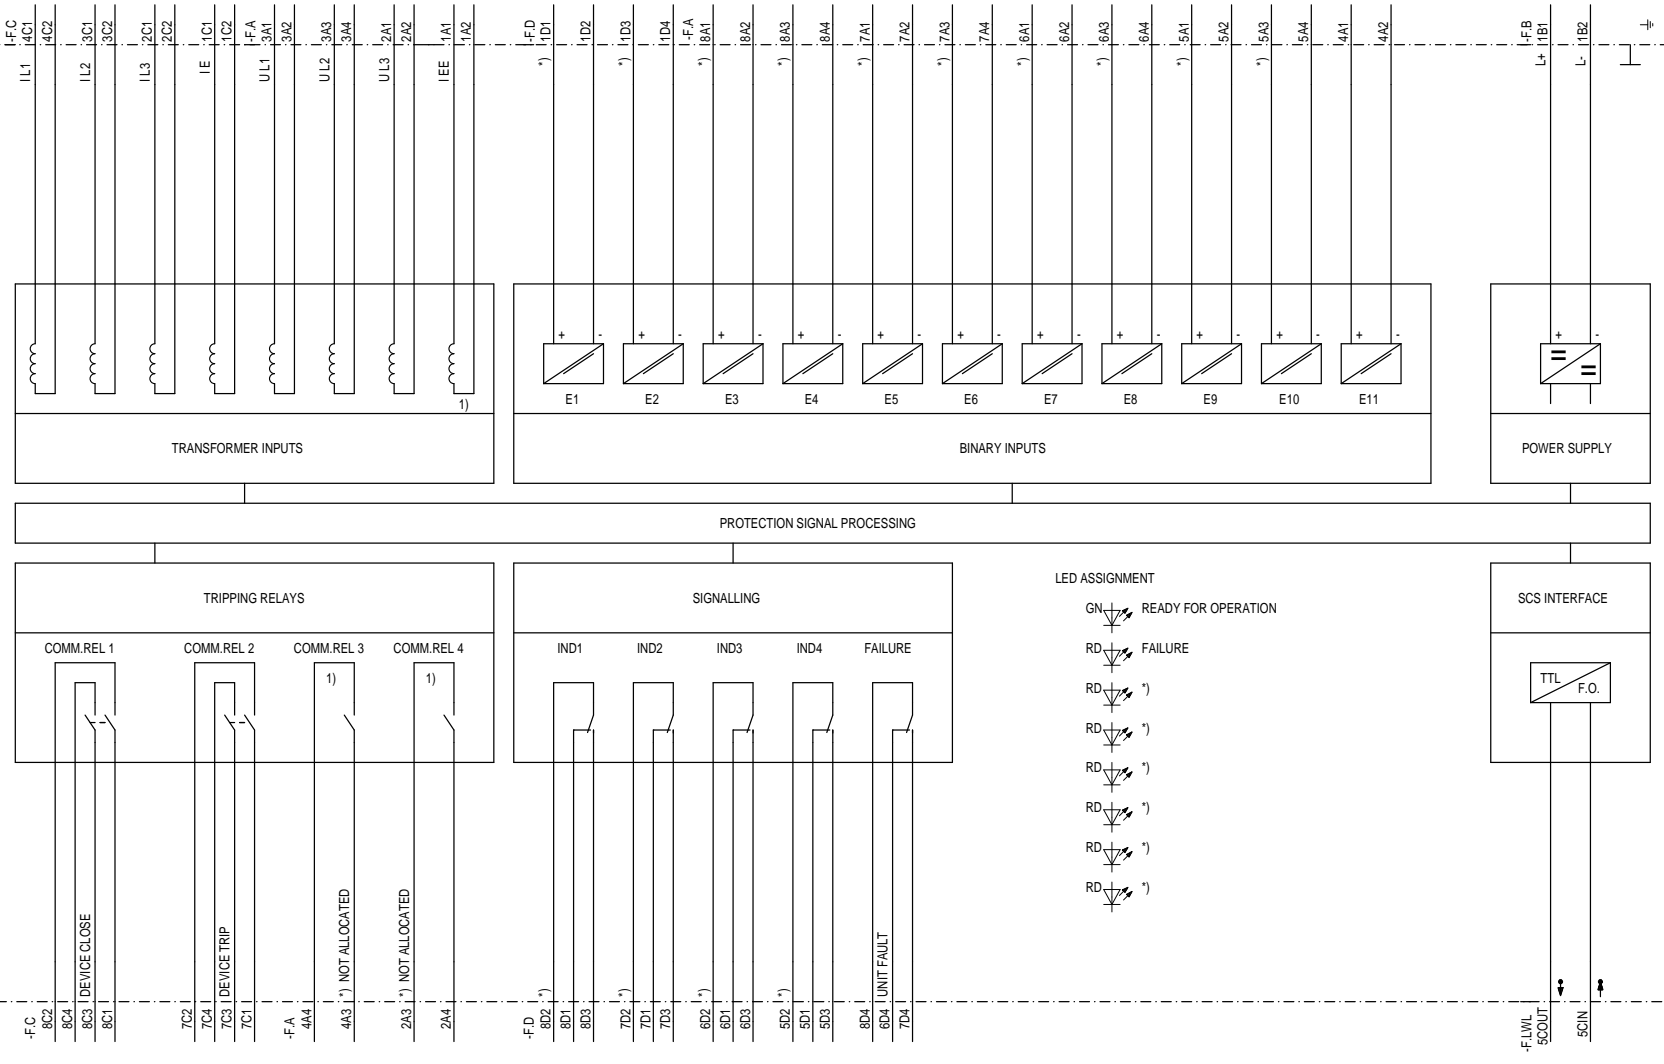 -F.C
4C1
4C2
3C1
3C2
2C1
2C2
1C1
1C2
-F.A
3A1
3A2
3A3
3A4
2A1
2A2
1A1
1A2
-F.D
1D1
1D2
1D3
1D4
-F.A
8A1
8A2
8A3
8A4
7A1
7A2
7A3
7A4
6A1
6A2
6A3
6A4
5A1
5A2
5A3
5A4
4A1
4A2
-F.B
1B1
1B2
I L1
I L2
I L3
I E
U L1
U L2
U L3
I EE
*)
*)
*)
*)
*)
*)
*)
*)
*)
*)
L+
L-
+ -
+ -
+ -
+ -
+ -
+ -
+ -
+ -
+ -
+ -
+ -
+ -
1)
E1
E2
E3
E4
E5
E6
E7
E8
E9
E10
E11
TRANSFORMER INPUTS
BINARY INPUTS
POWER SUPPLY
PROTECTION SIGNAL PROCESSING
TRIPPING RELAYS
SIGNALLING
LED ASSIGNMENT
SCS INTERFACE
COMM.REL 1
COMM.REL 2
COMM.REL 3
1)
COMM.REL 4
1)
IND1
IND2
IND3
IND4
FAILURE
GN READY FOR OPERATION
RD FAILURE
RD *)
RD *)
RD *)
RD *)
RD *)
RD *)
TTL
F.O.
DEVICE CLOSE
DEVICE TRIP
*) NOT ALLOCATED
*) NOT ALLOCATED
*)
*)
*)
*)
UNIT FAULT
-F.C
8C2
8C4
8C3
8C1
7C2
7C4
7C3
7C1
-F.A
4A4
4A3
2A3
2A4
-F.D
8D2
8D1
8D3
7D2
7D1
7D3
6D2
6D1
6D3
5D2
5D1
5D3
8D4
6D4
7D4
-F.LWL
5COUT
5CIN